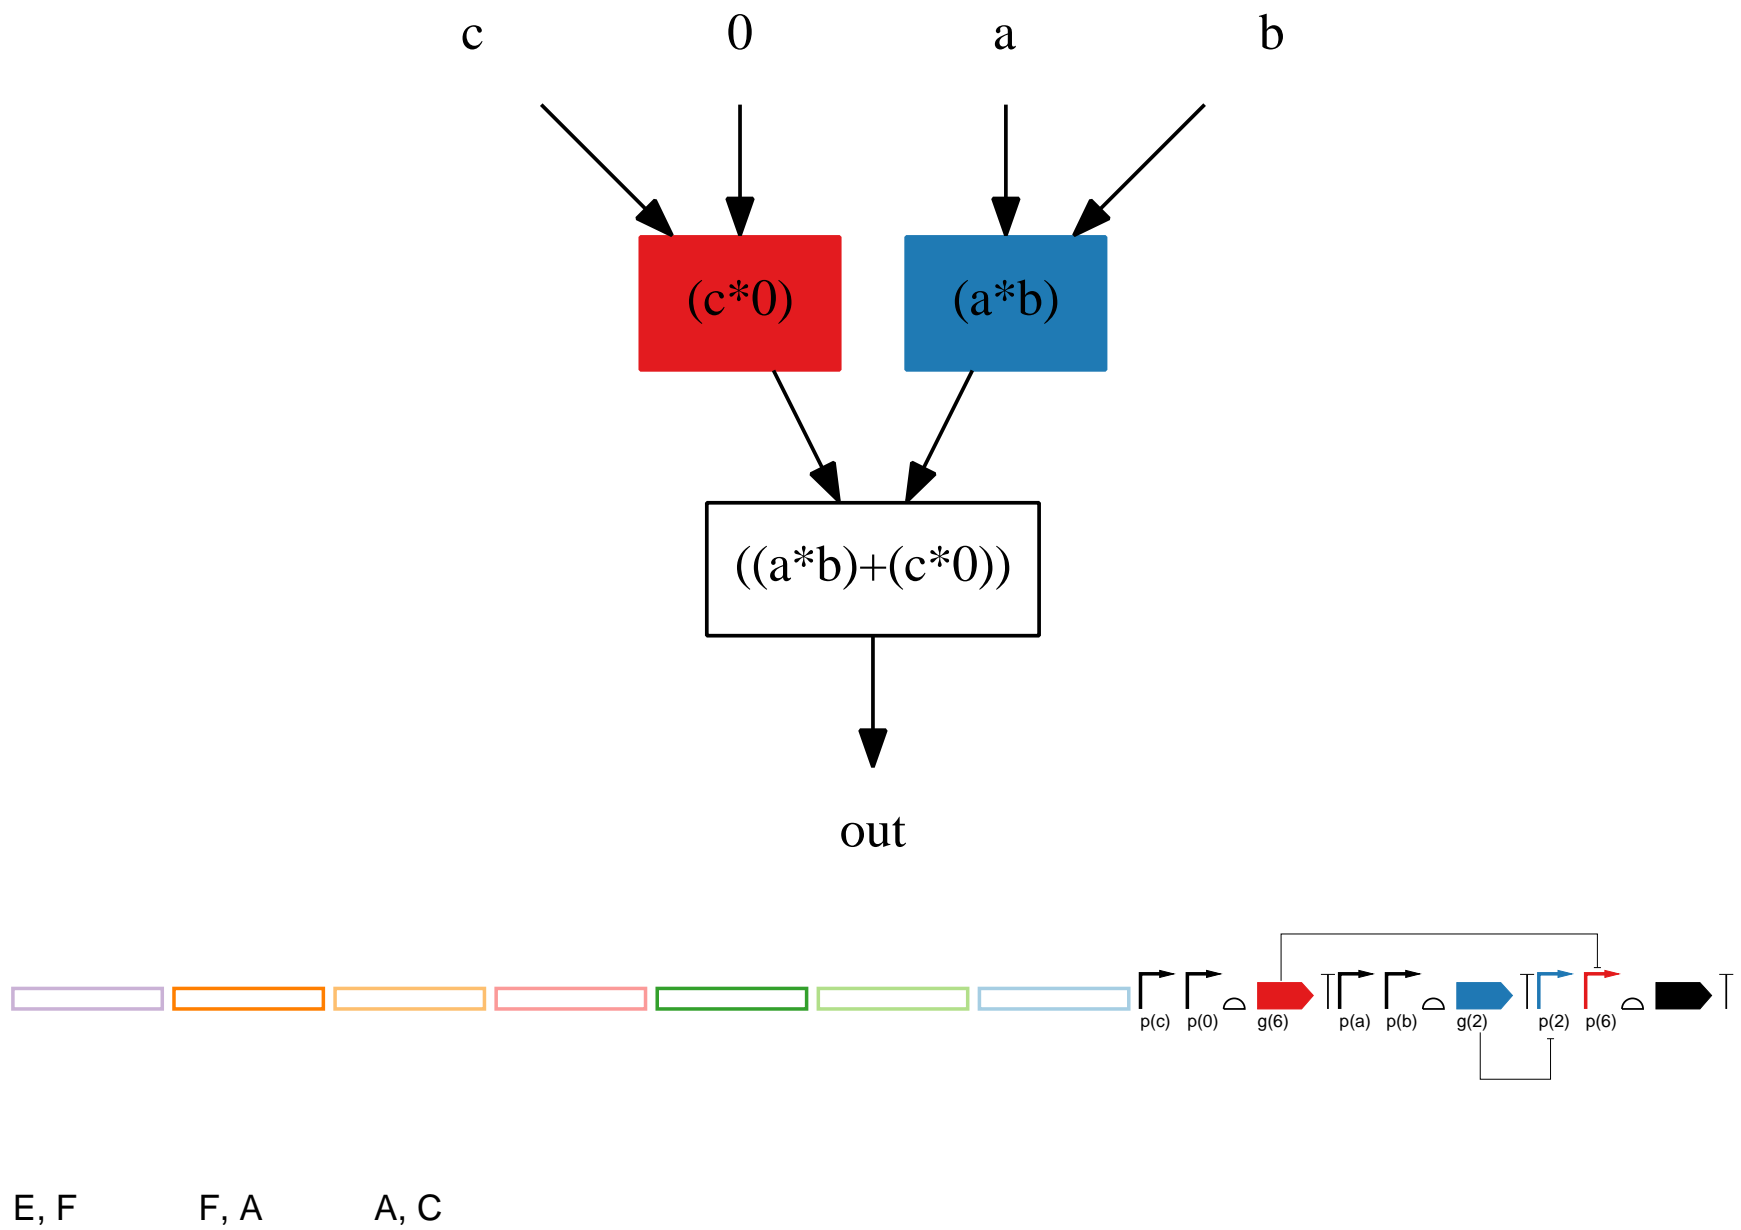 c 0 a b
(c*0) (a*b)
((a*b)+(c*0))
out
p(c) p(0) g(6) p(a) p(b) g(2) p(2) p(6)
E, F F, A A, C